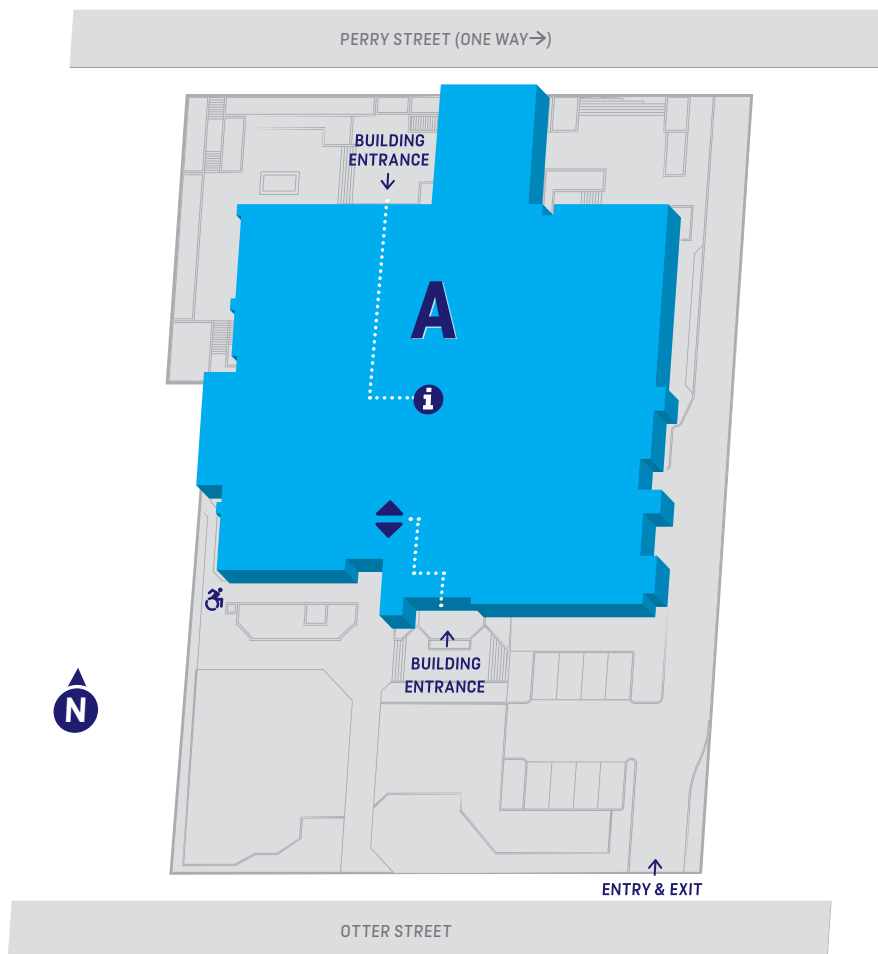 PERRY STREET (ONE WAY→)
BUILDING
ENTRANCE
A
i
BUILDING
ENTRANCE
N
ENTRY & EXIT
OTTER STREET